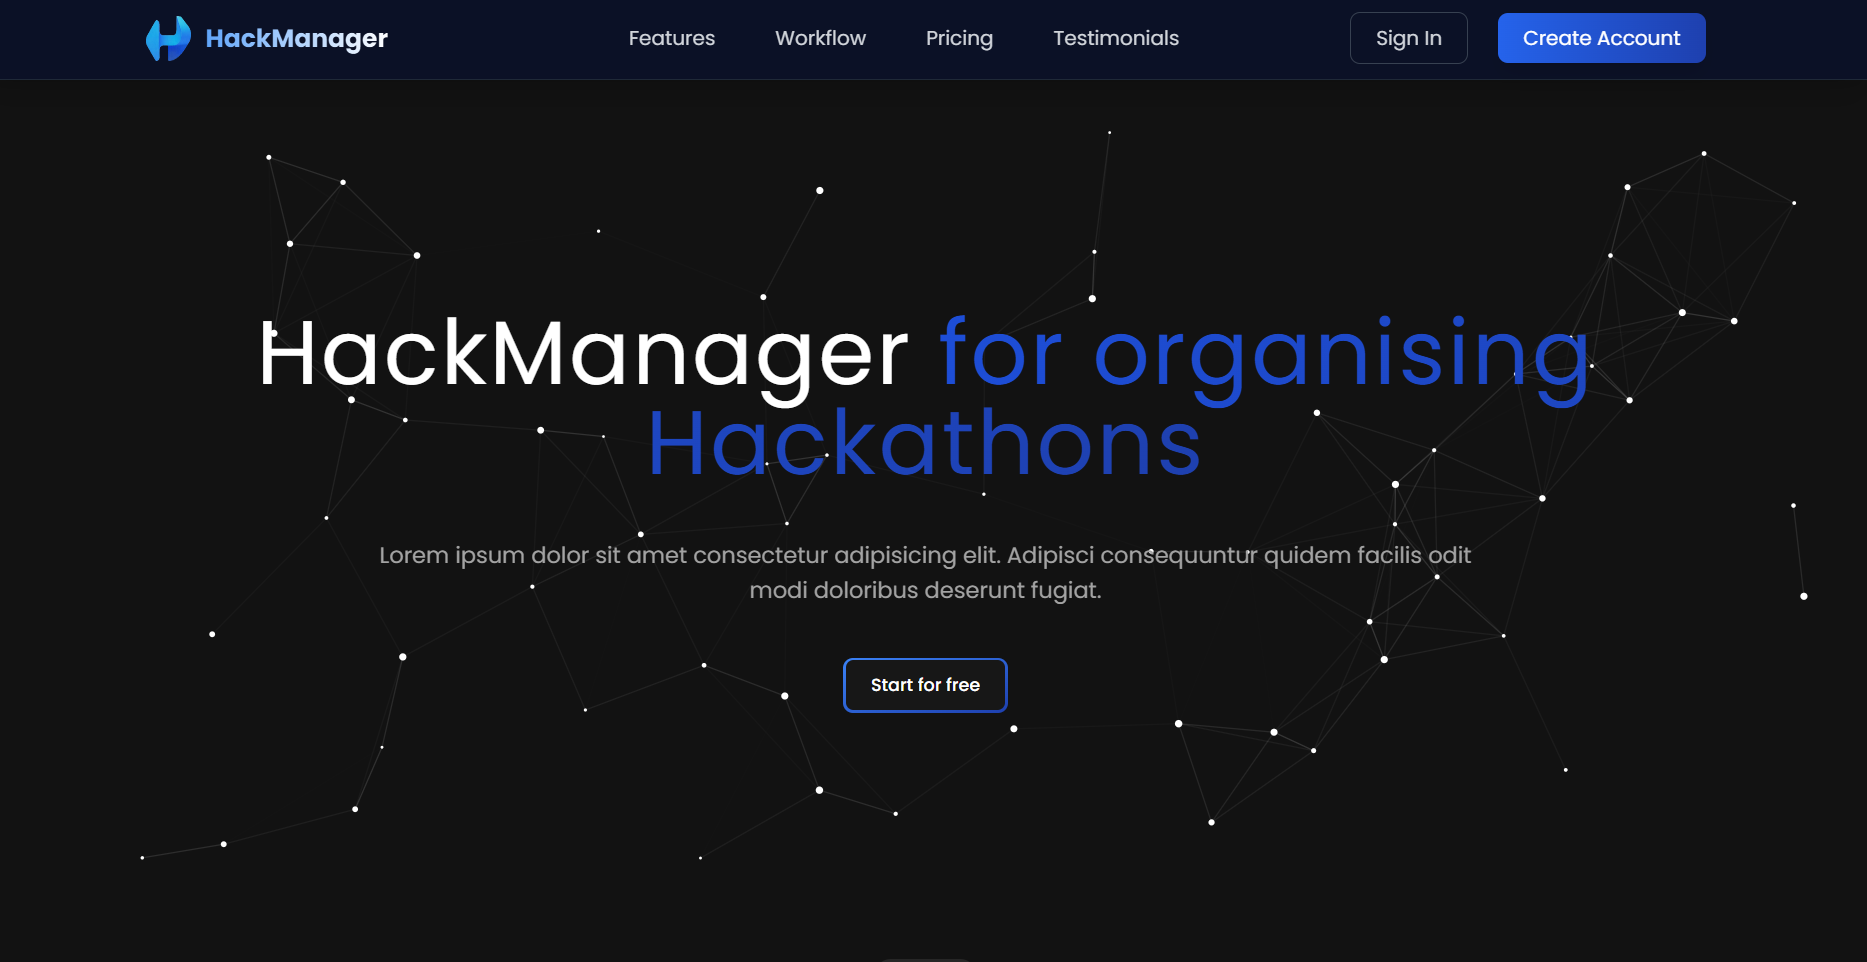 HackManager
Features
Workflow
Pricing
Testimonials
Sign In
Create Account
HackManager for organising
Hackathons
Lorem ipsum dolor sit amet consectetur adipisicing elit. Adipisci consequuntur quidem facilis odit
modi doloribus deserunt fugiat.
Start for free